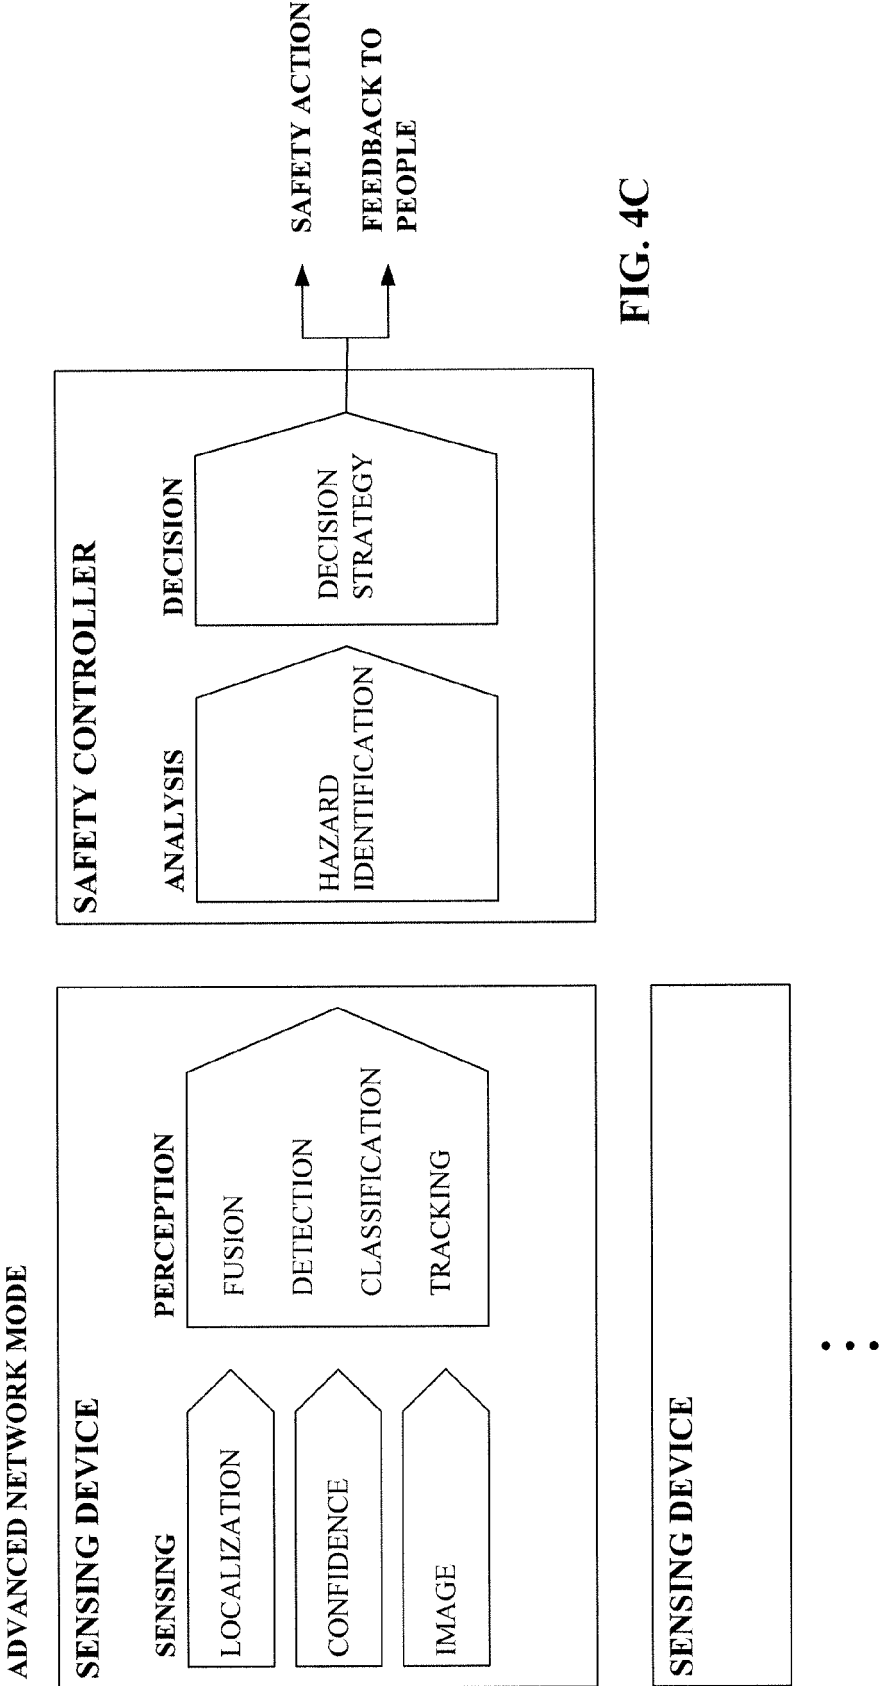 ADVANCED NETWORK MODE
SENSING DEVICE
SENSING
LOCALIZATION
CONFIDENCE
IMAGE
PERCEPTION
FUSION
DETECTION
CLASSIFICATION
TRACKING
SAFETY CONTROLLER
ANALYSIS
HAZARD
IDENTIFICATION
DECISION
DECISION
STRATEGY
SAFETY ACTION
FEEDBACK TO
PEOPLE
SENSING DEVICE
FIG. 4C